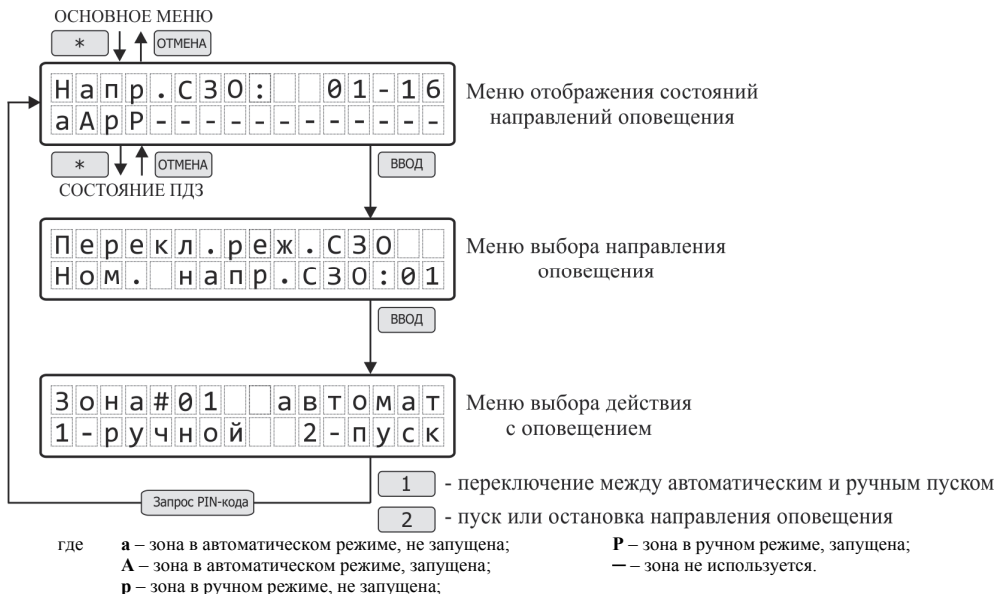 ОСНОВНОЕ МЕНЮ
* ОТМЕНА
Напр.СЗО: 01-16
аАрР------------
Меню отображения состояний
направлений оповещения
* ОТМЕНА
ВВОД
СОСТОЯНИЕ ПДЗ
Перекл.реж.СЗО
Ном. напр.СЗО:01
Меню выбора направления
оповещения
ВВОД
Зона#01 автомат
1-ручной 2-пуск
Меню выбора действия
с оповещением
Запрос PIN-кода
1 - переключение между автоматическим и ручным пуском
2 - пуск или остановка направления оповещения
где а – зона в автоматическом режиме, не запущена; Р – зона в ручном режиме, запущена;
А – зона в автоматическом режиме, запущена; – – зона не используется.
р – зона в ручном режиме, не запущена;